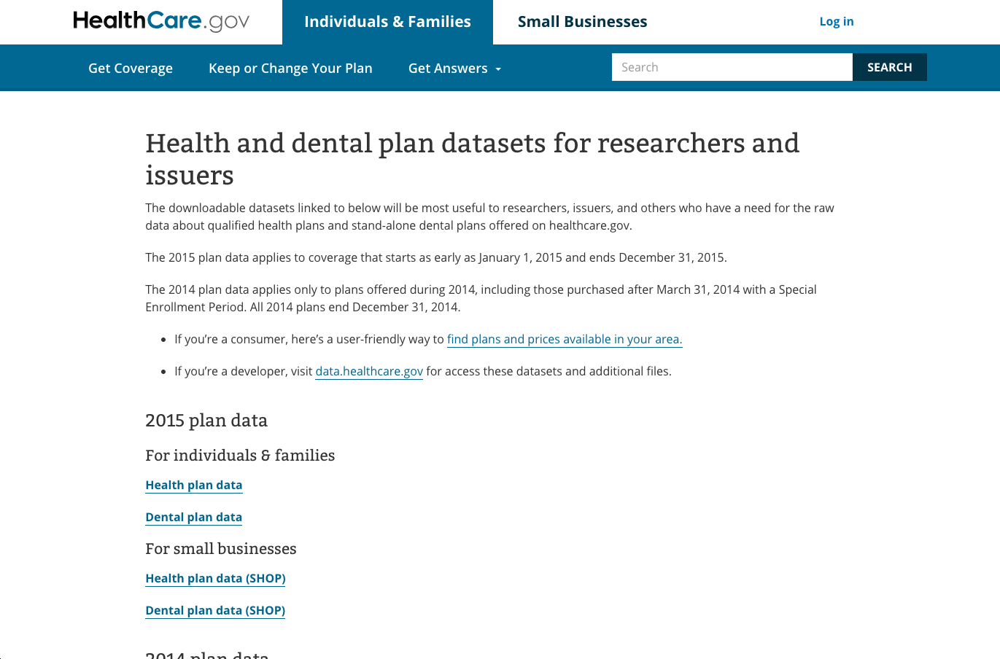 HealthCare.gov
Individuals & Families
Small Businesses
Log in
Get Coverage
Keep or Change Your Plan
Get Answers
Search
SEARCH
Health and dental plan datasets for researchers and
issuers
The downloadable datasets linked to below will be most useful to researchers, issuers, and others who have a need for the raw
data about qualified health plans and stand-alone dental plans offered on healthcare.gov.
The 2015 plan data applies to coverage that starts as early as January 1, 2015 and ends December 31, 2015.
The 2014 plan data applies only to plans offered during 2014, including those purchased after March 31, 2014 with a Special
Enrollment Period. All 2014 plans end December 31, 2014.
• If you’re a consumer, here’s a user-friendly way to find plans and prices available in your area.
• If you’re a developer, visit data.healthcare.gov for access these datasets and additional files.
2015 plan data
For individuals & families
Health plan data
Dental plan data
For small businesses
Health plan data (SHOP)
Dental plan data (SHOP)
2014 plan data